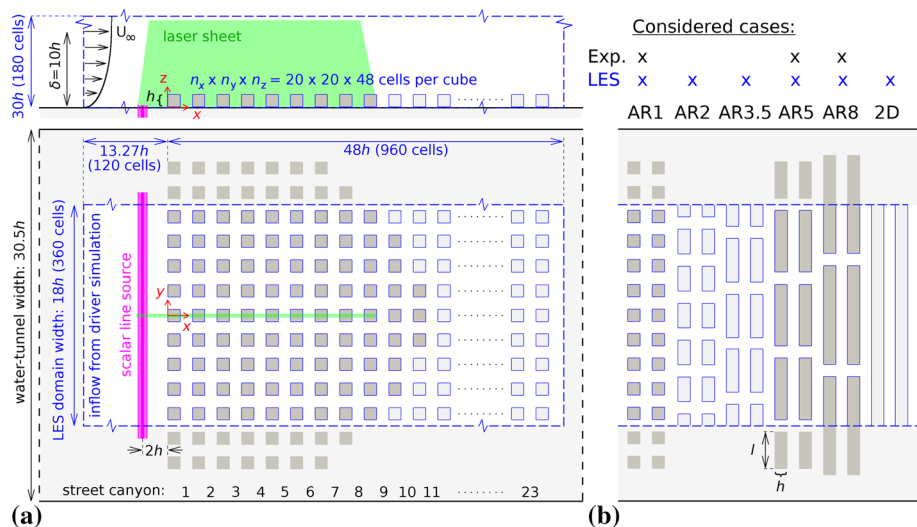 30h (180 cells)
δ=10h
U∞
laser sheet
n_x x n_y x n_z = 20 x 20 x 48 cells per cube
z
h
x
13.27h
(120 cells)
48h (960 cells)
water-tunnel width: 30.5h
LES domain width: 18h (360 cells)
inflow from driver simulation
scalar line source
y
x
2h
street canyon: 1 2 3 4 5 6 7 8 9 10 11 ........ 23
(a)
Considered cases:
Exp. x x x
LES x x x x x x
AR1 AR2 AR3.5 AR5 AR8 2D
l
h
(b)